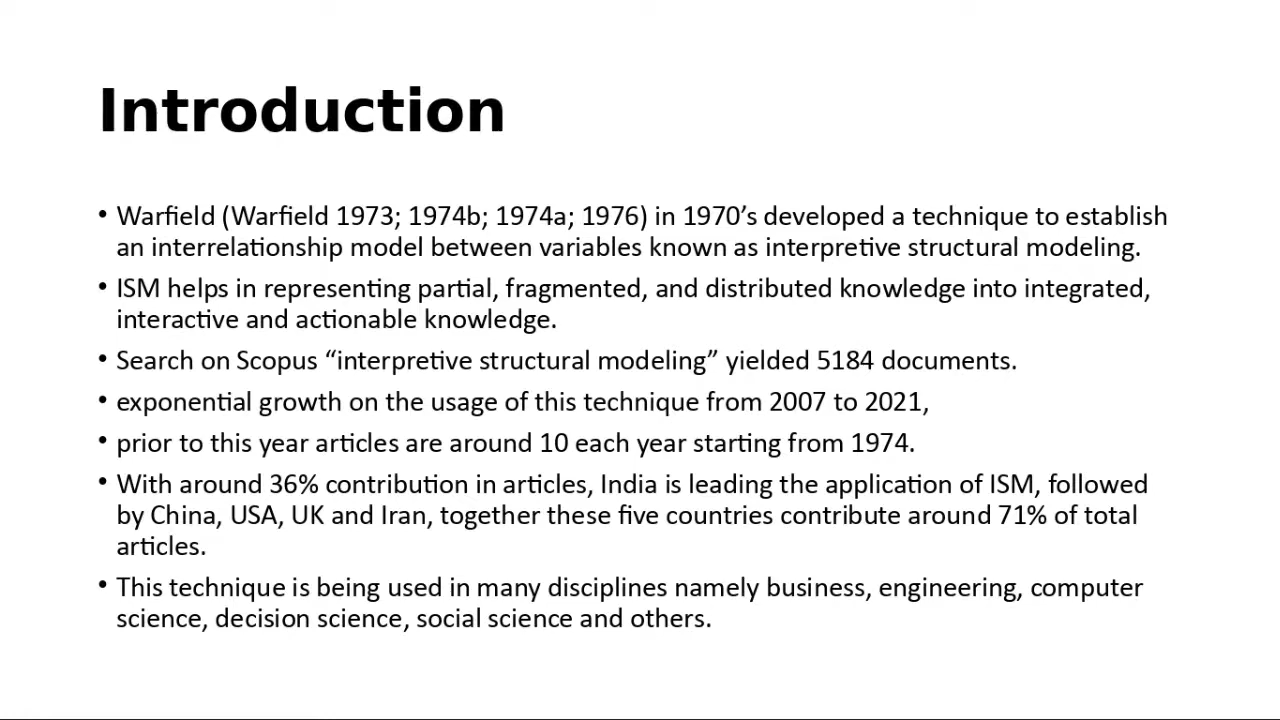 Introduction
• Warfield (Warfield 1973; 1974b; 1974a; 1976) in 1970’s developed a technique to establish
an interrelationship model between variables known as interpretive structural modeling.
• ISM helps in representing partial, fragmented, and distributed knowledge into integrated,
interactive and actionable knowledge.
• Search on Scopus “interpretive structural modeling” yielded 5184 documents.
• exponential growth on the usage of this technique from 2007 to 2021,
• prior to this year articles are around 10 each year starting from 1974.
• With around 36% contribution in articles, India is leading the application of ISM, followed
by China, USA, UK and Iran, together these five countries contribute around 71% of total
articles.
• This technique is being used in many disciplines namely business, engineering, computer
science, decision science, social science and others.